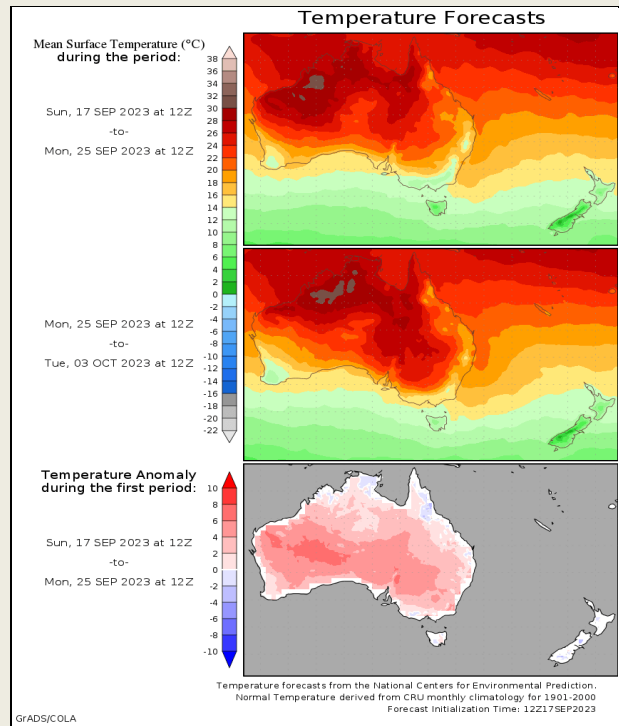 Temperature Forecasts
Mean Surface Temperature (°C)
during the period:
38
36
34
32
30
28
26
24
22
20
18
16
14
12
10
8
6
4
2
0
-2
-4
-6
-8
-10
-12
-14
-16
-18
-20
-22
Sun, 17 SEP 2023 at 12Z
-to-
Mon, 25 SEP 2023 at 12Z
Mon, 25 SEP 2023 at 12Z
-to-
Tue, 03 OCT 2023 at 12Z
Temperature Anomaly
during the first period:
10
8
6
4
2
0
-2
-4
-6
-8
-10
Sun, 17 SEP 2023 at 12Z
-to-
Mon, 25 SEP 2023 at 12Z
Temperature forecasts from the National Centers for Environmental Prediction.
Normal Temperature derived from CRU monthly climatology for 1901-2000
Forecast Initialization Time: 12Z17SEP2023
GrADS/COLA